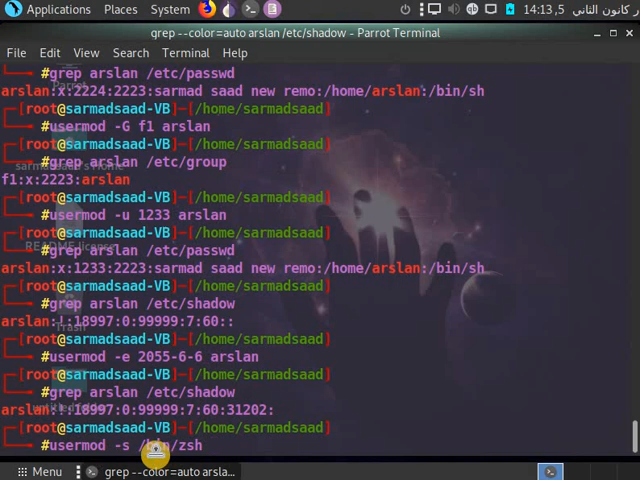 Applications Places System qb 14:13 ,5 كانون الثاني
grep --color=auto arslan /etc/shadow - Parrot Terminal
File Edit View Search Terminal Help
#grep arslan /etc/passwd
arslan:x:2224:2223:sarmad saad new remo:/home/arslan:/bin/sh
[root@sarmadsaad-VB]-[/home/sarmadsaad]
#usermod -G f1 arslan
[root@sarmadsaad-VB]-[/home/sarmadsaad]
#grep arslan /etc/group
f1:x:2223:arslan
[root@sarmadsaad-VB]-[/home/sarmadsaad]
#usermod -u 1233 arslan
[root@sarmadsaad-VB]-[/home/sarmadsaad]
README license
#grep arslan /etc/passwd
arslan:x:1233:2223:sarmad saad new remo:/home/arslan:/bin/sh
[root@sarmadsaad-VB]-[/home/sarmadsaad]
#grep arslan /etc/shadow
arslan:!:18997:0:99999:7:60::
Trash
[root@sarmadsaad-VB]-[/home/sarmadsaad]
#usermod -e 2055-6-6 arslan
[root@sarmadsaad-VB]-[/home/sarmadsaad]
#grep arslan /etc/shadow
arslan:!:18997:0:99999:7:60:31202:
[root@sarmadsaad-VB]-[/home/sarmadsaad]
#usermod -s /bin/zsh
Menu grep --color=auto arsla...